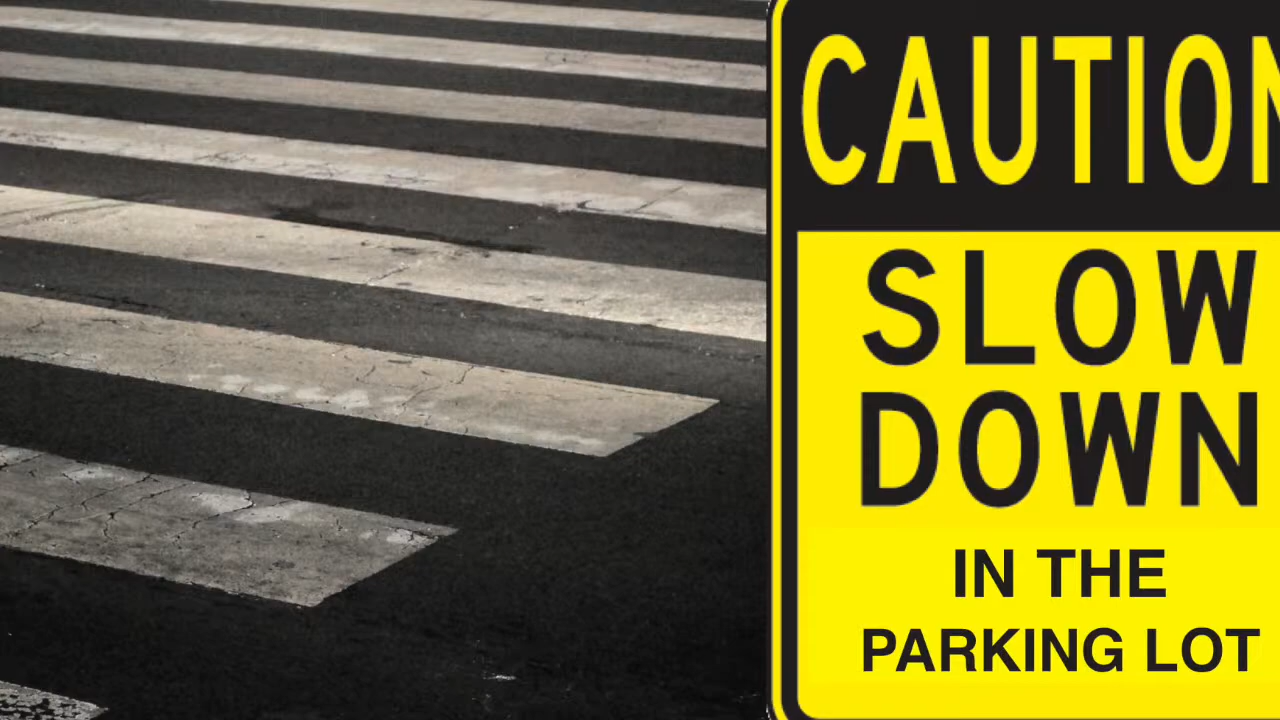 CAUTION
SLOW
DOWN
IN THE
PARKING LOT